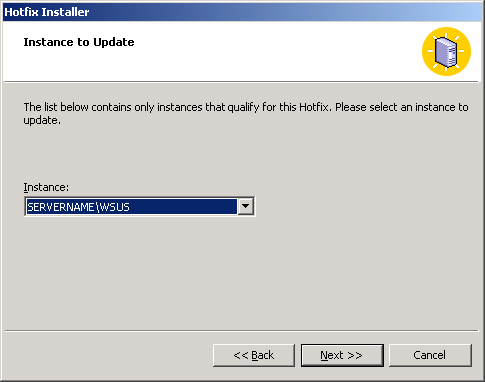 Hotfix Installer
Instance to Update
The list below contains only instances that qualify for this Hotfix. Please select an instance to
update.
Instance:
SERVERNAME\WSUS
<< Back
Next >>
Cancel